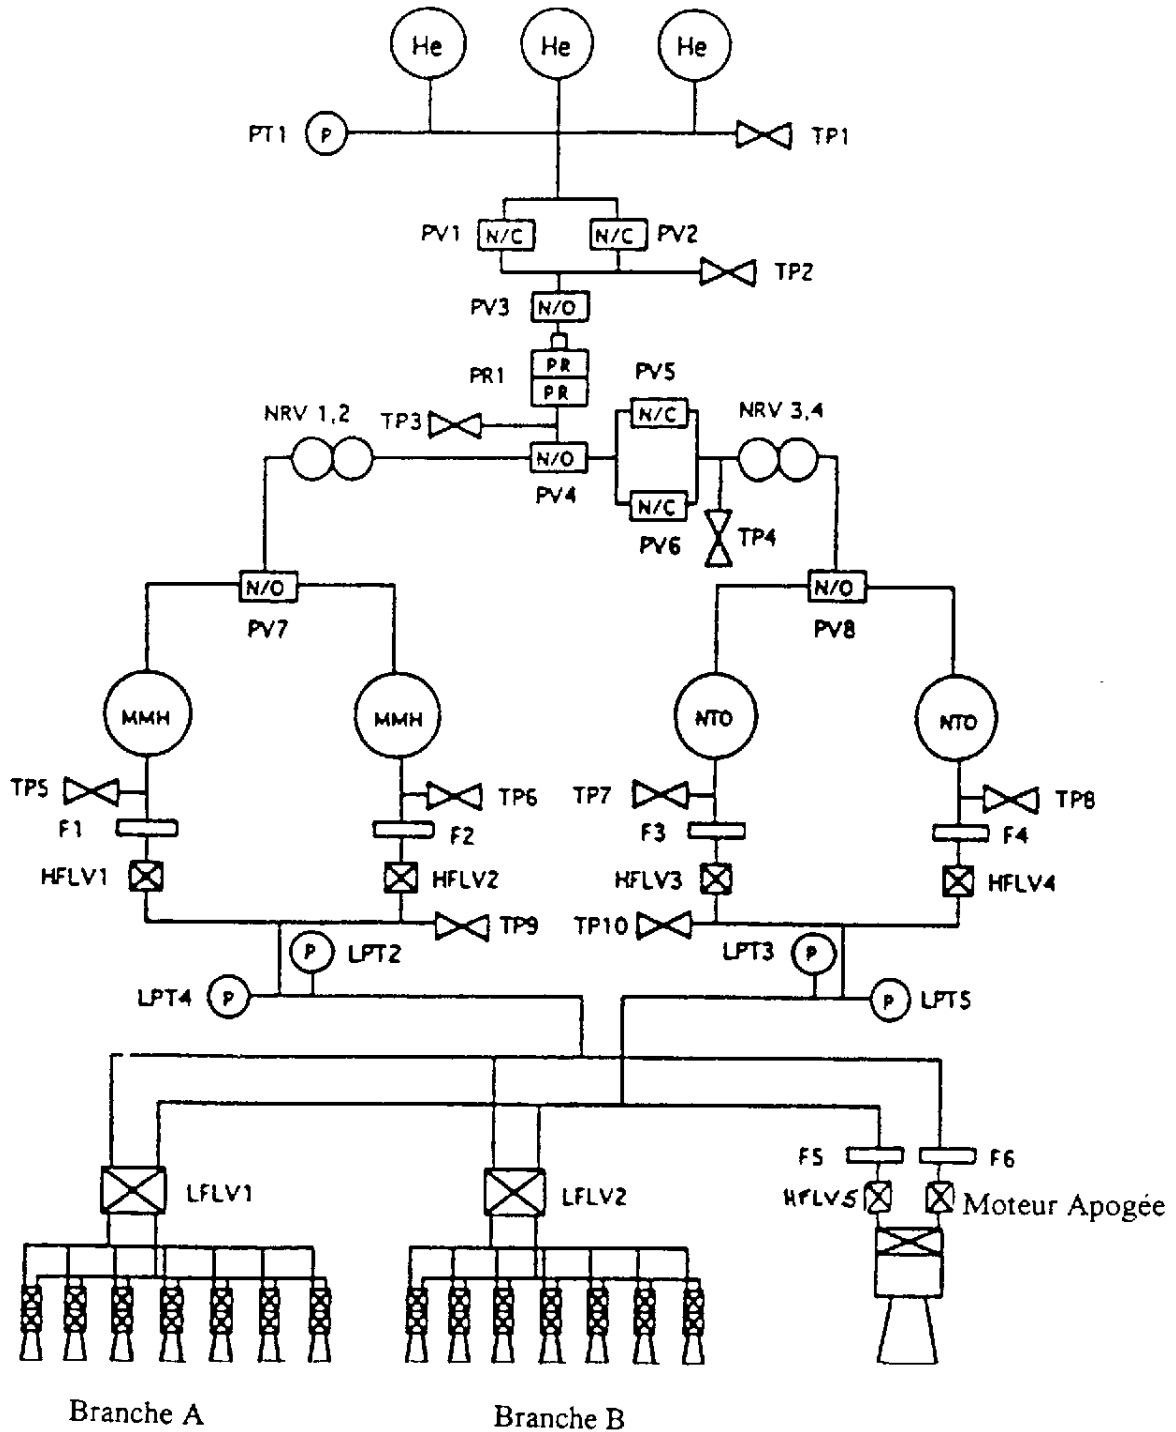 He He He
PT1 P TP1
PV1 N/C N/C PV2
TP2
PV3 N/O
PR1 PR
PR
PV5
NRV 1,2 TP3 N/C NRV 3,4
N/O
PV4 N/C
PV6 TP4
N/O N/O
PV7 PV8
MMH MMH NTO NTO
TP5 TP6 TP7 TP8
F1 F2 F3 F4
HFLV1 HFLV2 HFLV3 HFLV4
TP9 TP10
P LPT2 LPT3 P
LPT4 P P LPT5
F5 F6
LFLV1 LFLV2 HFLV5 Moteur Apogée
Branche A Branche B